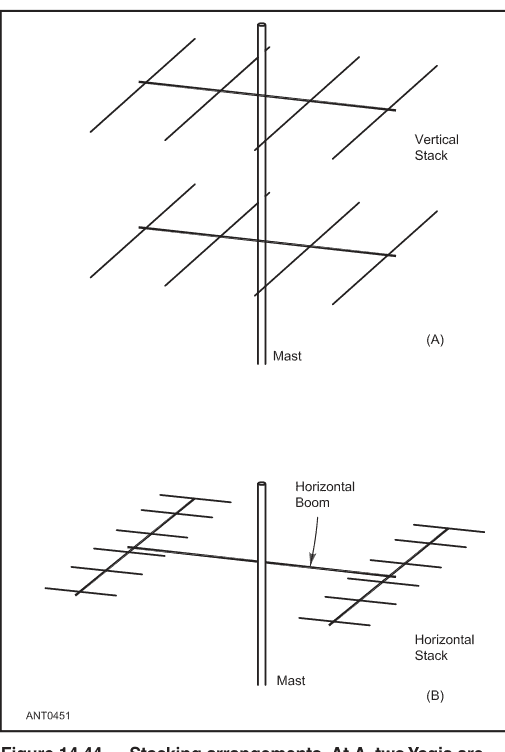 Vertical
Stack
(A)
Mast
Horizontal
Boom
Horizontal
Stack
Mast
(B)
ANT0451
Figure 14.44 — Stacking arrangements. At A, two Yagis are